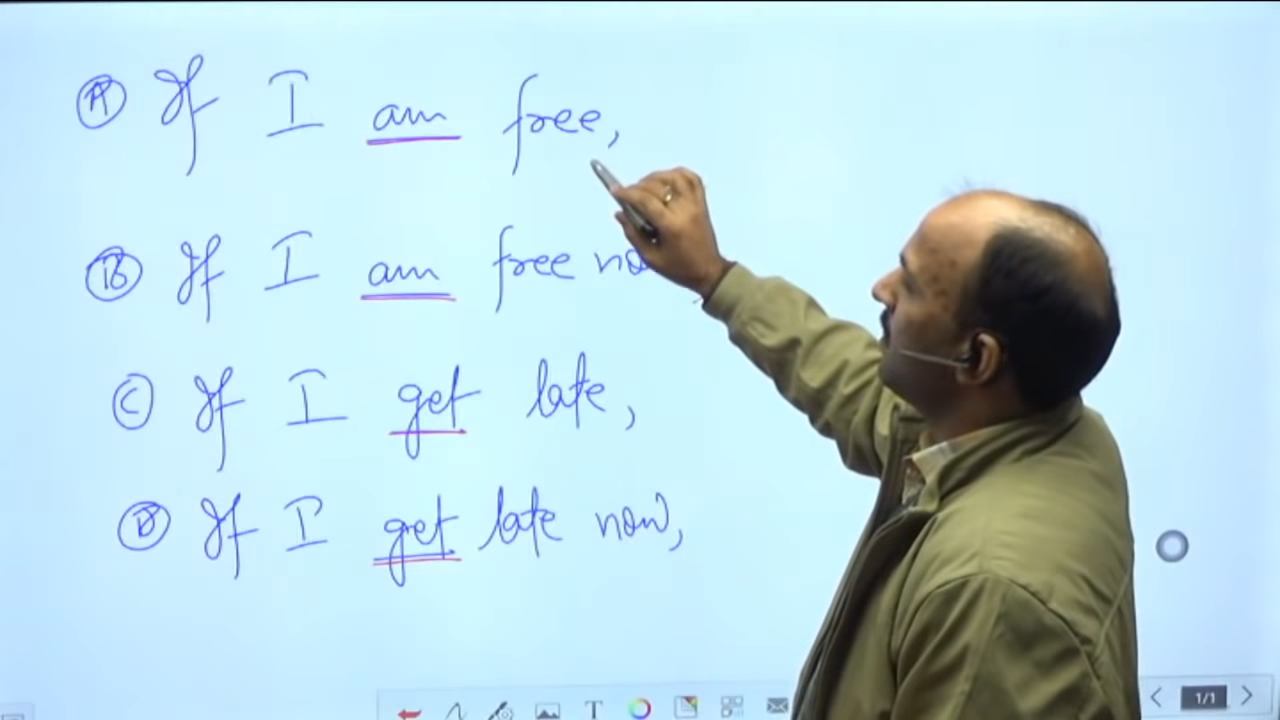 (A) If I am free,
(B) If I am free
(C) If I get late,
(D) If I get late now,
1/1